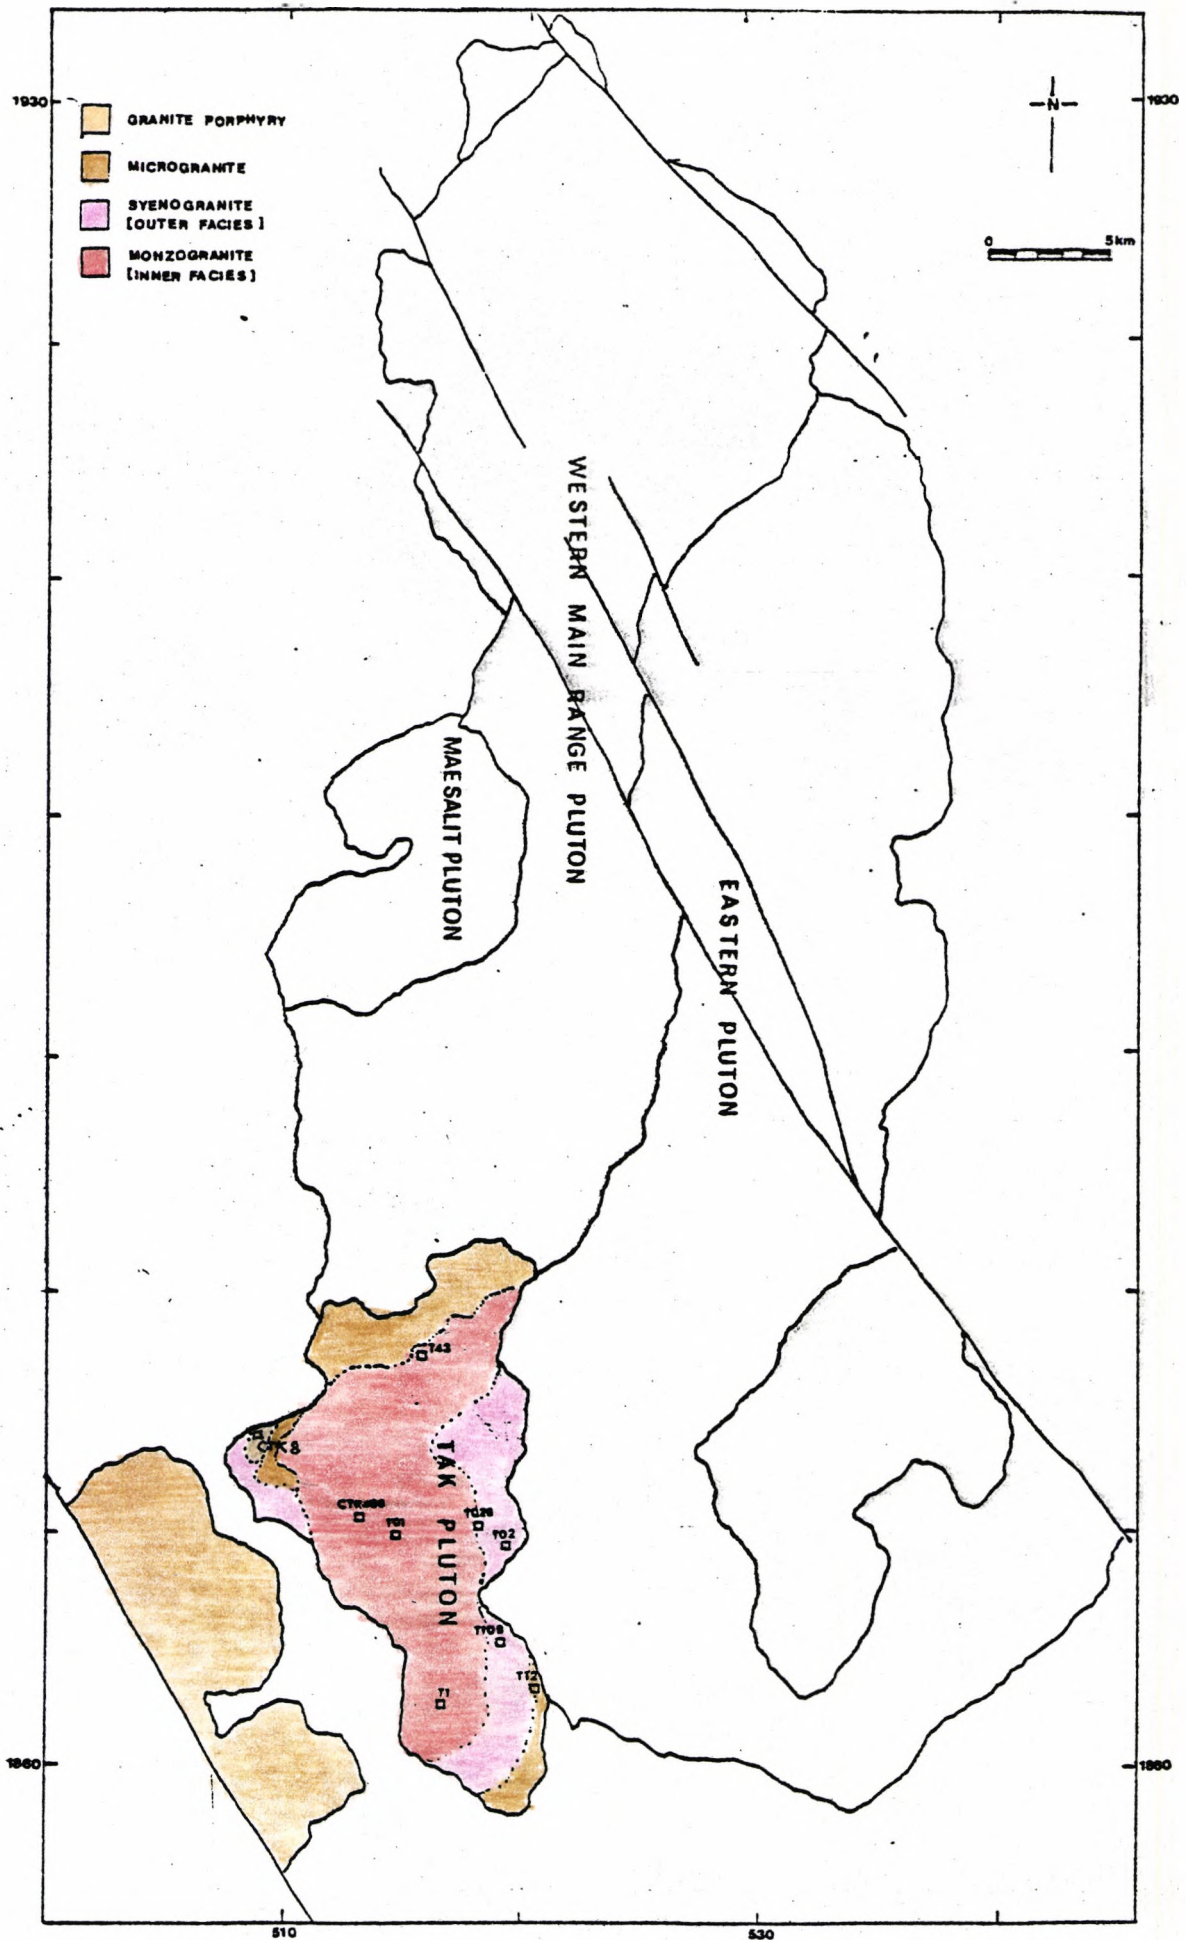 1930
1930
N
GRANITE PORPHYRY
MICROGRANITE
SYENOGRANITE
[OUTER FACIES]
MONZOGRANITE
[INNER FACIES]
0 5km
WESTERN MAIN RANGE PLUTON
MAESALIT PLUTON
EASTERN PLUTON
T43
CTK8
TAK PLUTON
T02
T1
1860
1860
510
530